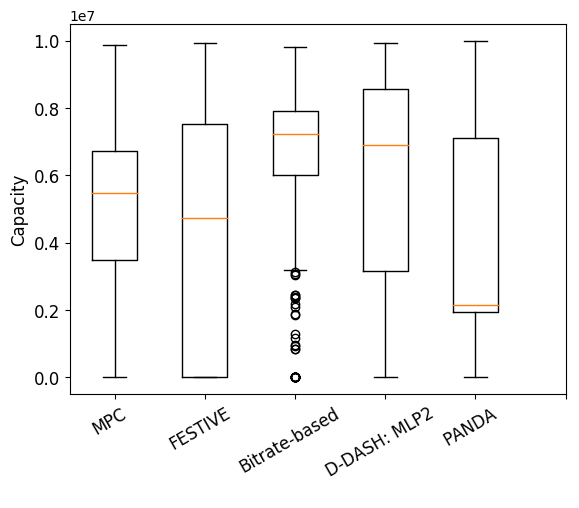 1e7
1.0
0.8
0.6
0.4
0.2
0.0
Capacity
MPC
FESTIVE
Bitrate-based
D-DASH: MLP2
PANDA